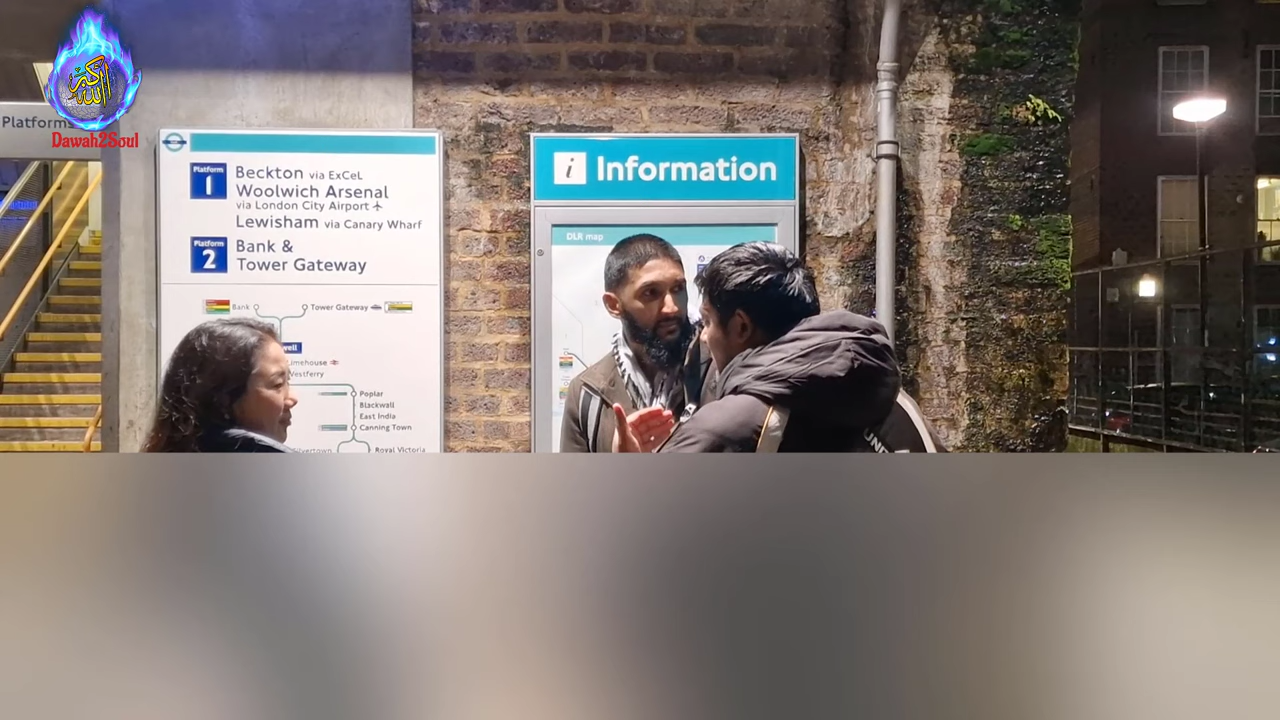 الله أكبر
Dawah2Soul
Platforms
Platform 1
Beckton via ExCeL
Woolwich Arsenal
via London City Airport
Lewisham via Canary Wharf
Platform 2
Bank &
Tower Gateway
Bank
Tower Gateway
Limehouse
Westferry
Poplar
Blackwall
East India
Canning Town
Royal Victoria
i Information
DLR map